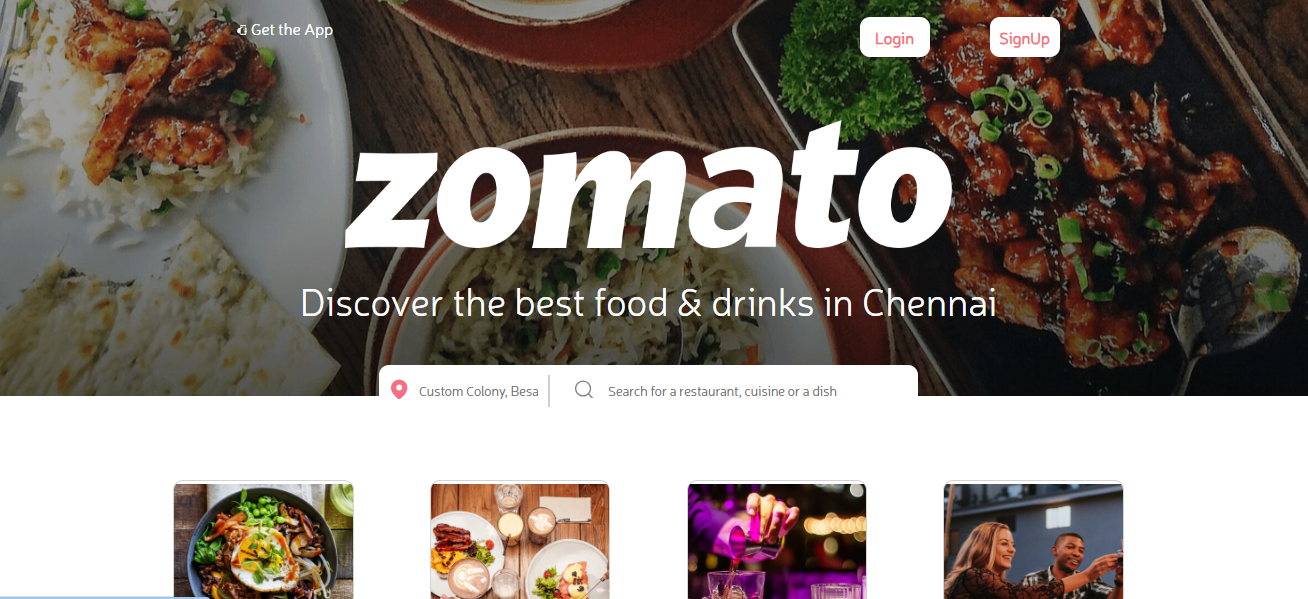 Get the App
Login
SignUp
zomato
Discover the best food & drinks in Chennai
Custom Colony, Besa
Search for a restaurant, cuisine or a dish